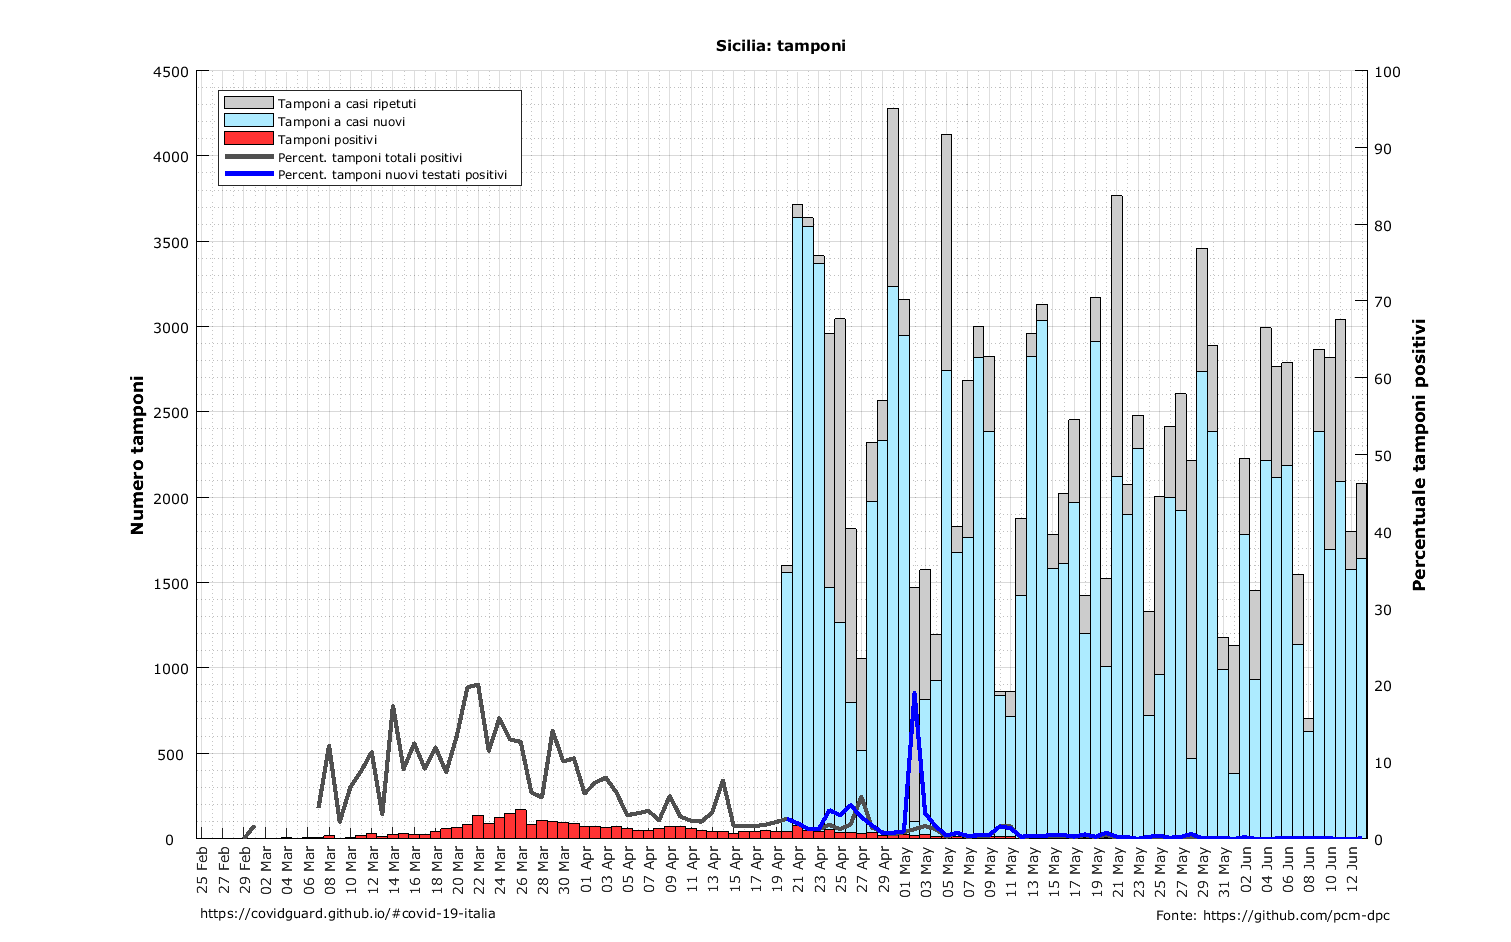 Sicilia: tamponi
Tamponi a casi ripetuti
Tamponi a casi nuovi
Tamponi positivi
Percent. tamponi totali positivi
Percent. tamponi nuovi testati positivi
Numero tamponi
4500
4000
3500
3000
2500
2000
1500
1000
500
0
Percentuale tamponi positivi
100
90
80
70
60
50
40
30
20
10
0
25 Feb
27 Feb
29 Feb
02 Mar
04 Mar
06 Mar
08 Mar
10 Mar
12 Mar
14 Mar
16 Mar
18 Mar
20 Mar
22 Mar
24 Mar
26 Mar
28 Mar
30 Mar
01 Apr
03 Apr
05 Apr
07 Apr
09 Apr
11 Apr
13 Apr
15 Apr
17 Apr
19 Apr
21 Apr
23 Apr
25 Apr
27 Apr
29 Apr
01 May
03 May
05 May
07 May
09 May
11 May
13 May
15 May
17 May
19 May
21 May
23 May
25 May
27 May
29 May
31 May
02 Jun
04 Jun
06 Jun
08 Jun
10 Jun
12 Jun
https://covidguard.github.io/#covid-19-italia
Fonte: https://github.com/pcm-dpc